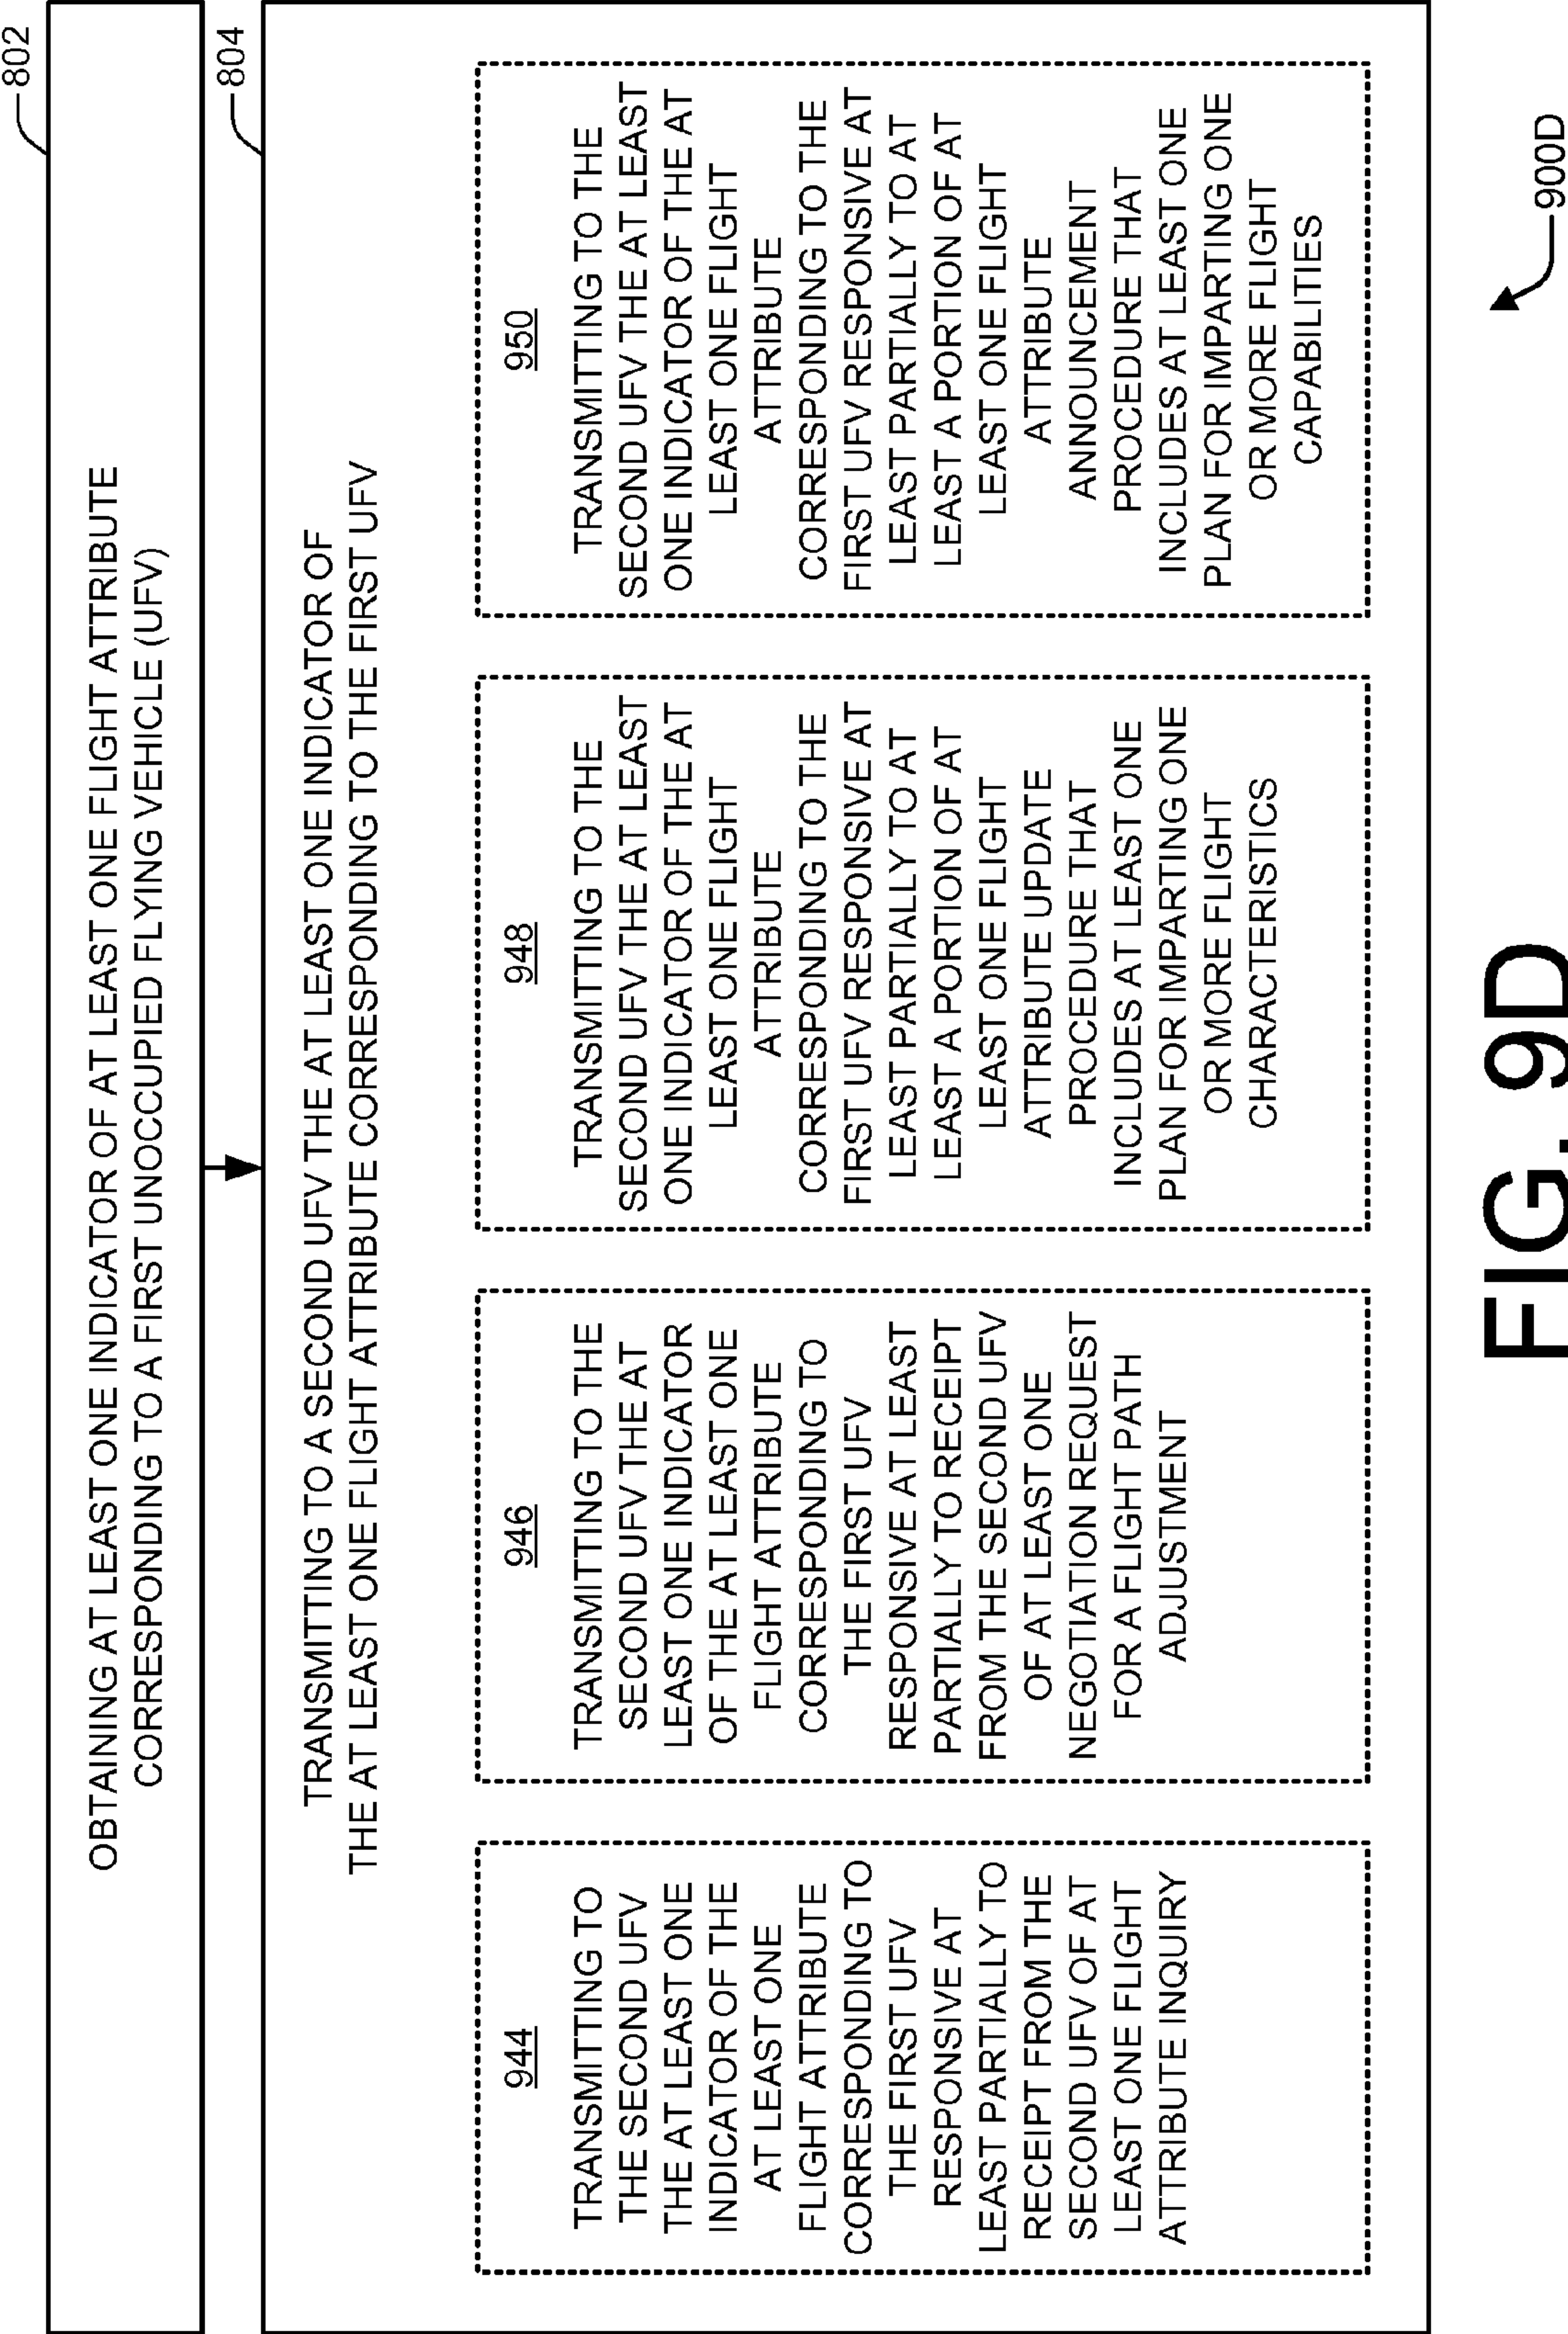 802
OBTAINING AT LEAST ONE INDICATOR OF AT LEAST ONE FLIGHT ATTRIBUTE
CORRESPONDING TO A FIRST UNOCCUPIED FLYING VEHICLE (UFV)
804
TRANSMITTING TO A SECOND UFV THE AT LEAST ONE INDICATOR OF
THE AT LEAST ONE FLIGHT ATTRIBUTE CORRESPONDING TO THE FIRST UFV
944
TRANSMITTING TO
THE SECOND UFV
THE AT LEAST ONE
INDICATOR OF THE
AT LEAST ONE
FLIGHT ATTRIBUTE
CORRESPONDING TO
THE FIRST UFV
RESPONSIVE AT
LEAST PARTIALLY TO
RECEIPT FROM THE
SECOND UFV OF AT
LEAST ONE FLIGHT
ATTRIBUTE INQUIRY
946
TRANSMITTING TO THE
SECOND UFV THE AT
LEAST ONE INDICATOR
OF THE AT LEAST ONE
FLIGHT ATTRIBUTE
CORRESPONDING TO
THE FIRST UFV
RESPONSIVE AT LEAST
PARTIALLY TO RECEIPT
FROM THE SECOND UFV
OF AT LEAST ONE
NEGOTIATION REQUEST
FOR A FLIGHT PATH
ADJUSTMENT
948
TRANSMITTING TO THE
SECOND UFV THE AT LEAST
ONE INDICATOR OF THE AT
LEAST ONE FLIGHT
ATTRIBUTE
CORRESPONDING TO THE
FIRST UFV RESPONSIVE AT
LEAST PARTIALLY TO AT
LEAST A PORTION OF AT
LEAST ONE FLIGHT
ATTRIBUTE UPDATE
PROCEDURE THAT
INCLUDES AT LEAST ONE
PLAN FOR IMPARTING ONE
OR MORE FLIGHT
CHARACTERISTICS
950
TRANSMITTING TO THE
SECOND UFV THE AT LEAST
ONE INDICATOR OF THE AT
LEAST ONE FLIGHT
ATTRIBUTE
CORRESPONDING TO THE
FIRST UFV RESPONSIVE AT
LEAST PARTIALLY TO AT
LEAST A PORTION OF AT
LEAST ONE FLIGHT
ATTRIBUTE
ANNOUNCEMENT
PROCEDURE THAT
INCLUDES AT LEAST ONE
PLAN FOR IMPARTING ONE
OR MORE FLIGHT
CAPABILITIES
900D
FIG. 9D